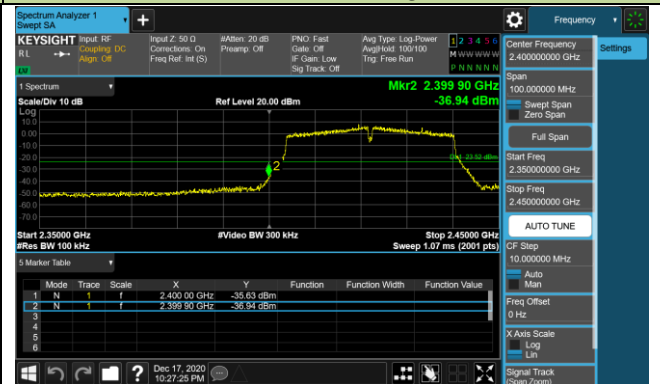 Spectrum Analyzer 1
Swept SA
Frequency
KEYSIGHT Input: RF Input Z: 50 Ω #Atten: 20 dB PNO: Fast Avg Type: Log-Power 1 2 3 4 5 6
RL Coupling: DC Corrections: On Preamp: Off Gate: Off Avg|Hold: 100/100 M W W W W W
Align: Off Freq Ref: Int (S) IF Gain: Low Trig: Free Run
Sig Track: Off P N N N N N
1 Spectrum
Mkr2 2.399 90 GHz
Scale/Div 10 dB Ref Level 20.00 dBm -36.94 dBm
Log
10.0
0.00
-10.0
-20.0
-30.0
-40.0
-50.0
-60.0
-70.0
2
Start 2.35000 GHz #Video BW 300 kHz Stop 2.45000 GHz
#Res BW 100 kHz Sweep 1.07 ms (2001 pts)
5 Marker Table
Mode Trace Scale X Y Function Function Width Function Value
1 N 1 f 2.400 00 GHz -35.63 dBm
2 N 1 f 2.399 90 GHz -36.94 dBm
3
4
5
6
Dec 17, 2020
10:27:25 PM
Center Frequency
2.400000000 GHz
Settings
Span
100.000000 MHz
Swept Span
Zero Span
Full Span
Start Freq
2.350000000 GHz
Stop Freq
2.450000000 GHz
AUTO TUNE
CF Step
10.000000 MHz
Auto
Man
Freq Offset
0 Hz
X Axis Scale
Log
Lin
Signal Track
(Span Zoom)